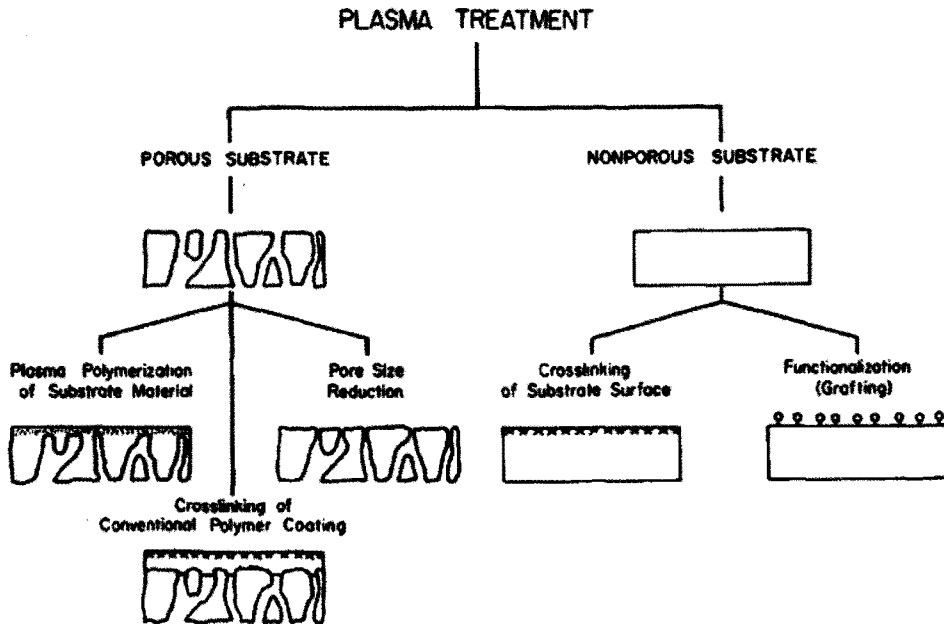 PLASMA TREATMENT
POROUS SUBSTRATE
NONPOROUS SUBSTRATE
Plasma Polymerization
of Substrate Material
Pore Size
Reduction
Crosslinking of
Conventional Polymer Coating
Crosslinking
of Substrate Surface
Functionalization
(Grafting)